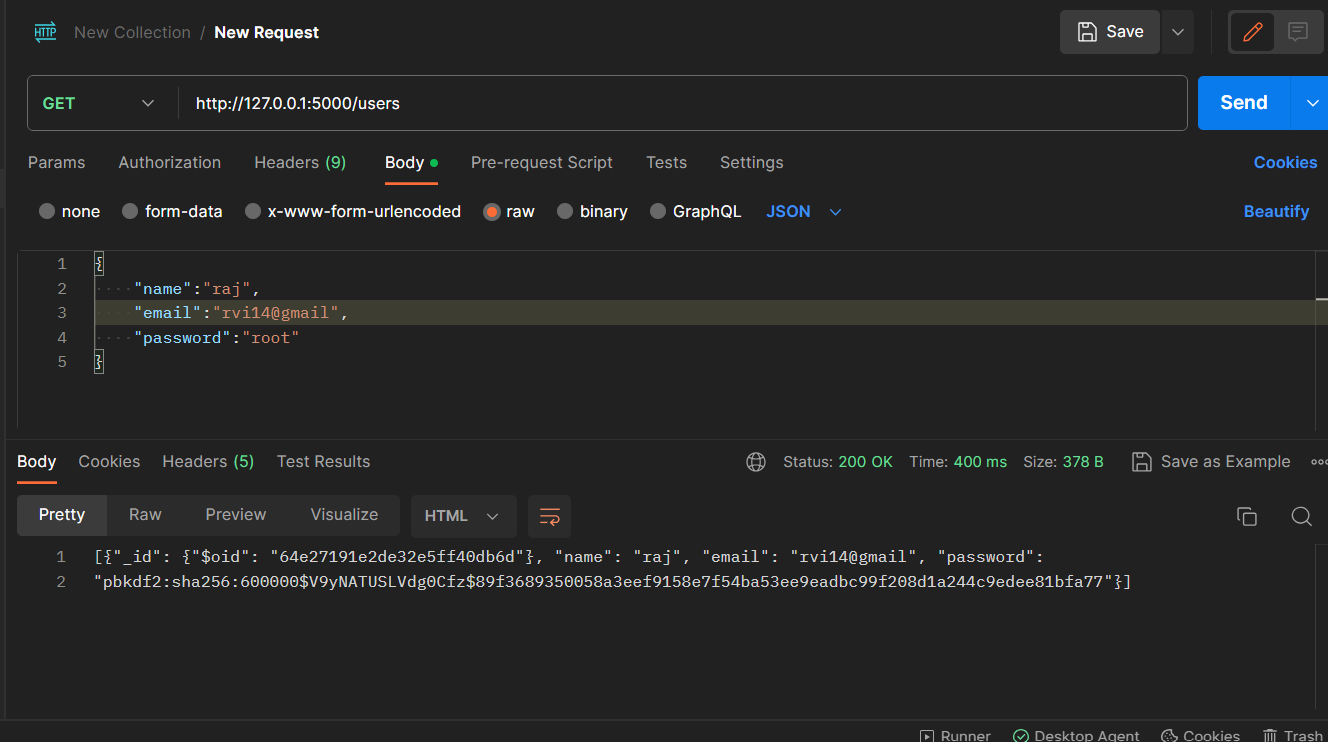 HTTP New Collection / New Request Save
GET http://127.0.0.1:5000/users Send
Params Authorization Headers (9) Body Pre-request Script Tests Settings Cookies
none form-data x-www-form-urlencoded raw binary GraphQL JSON Beautify
1 {
2 "name":"raj",
3 "email":"rvi14@gmail",
4 "password":"root"
5 }
Body Cookies Headers (5) Test Results Status: 200 OK Time: 400 ms Size: 378 B Save as Example
Pretty Raw Preview Visualize HTML
1 [{"_id": {"$oid": "64e27191e2de32e5ff40db6d"}, "name": "raj", "email": "rvi14@gmail", "password":
2 "pbkdf2:sha256:600000$V9yNATUSLVdg0Cfz$89f3689350058a3eef9158e7f54ba53ee9eadbc99f208d1a244c9edee81bfa77"}]
Runner Desktop Agent Cookies Trash